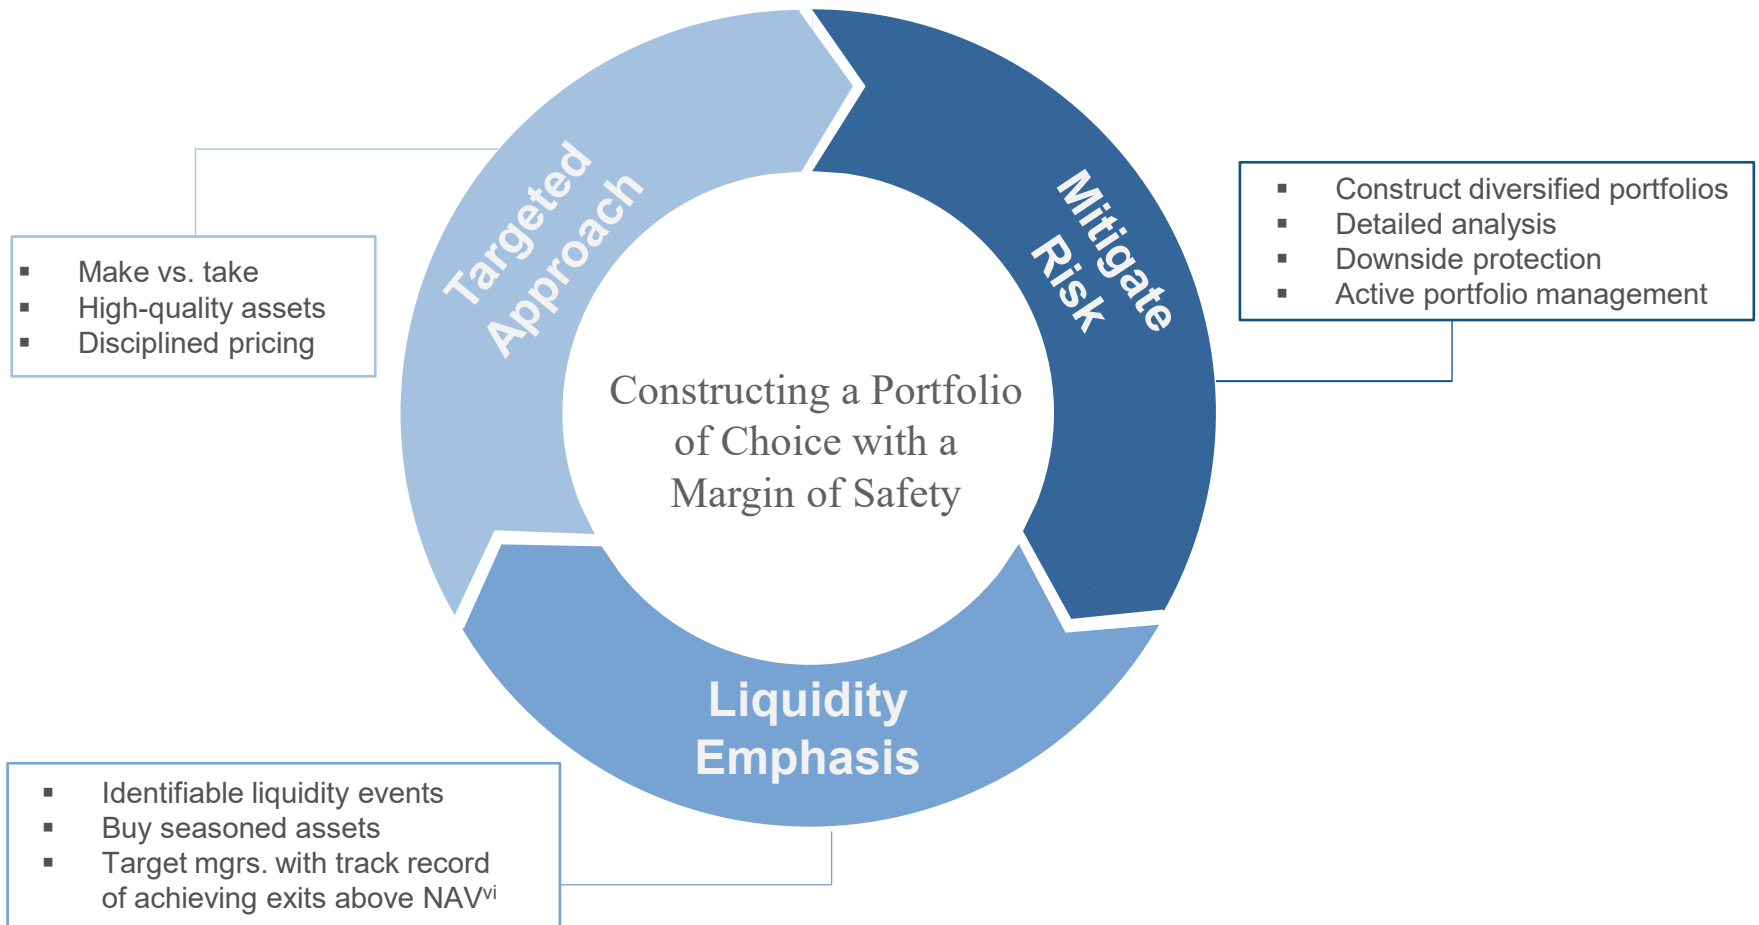 Targeted
Approach
▪ Make vs. take
▪ High-quality assets
▪ Disciplined pricing
Mitigate
Risk
▪ Construct diversified portfolios
▪ Detailed analysis
▪ Downside protection
▪ Active portfolio management
Constructing a Portfolio
of Choice with a
Margin of Safety
Liquidity
Emphasis
▪ Identifiable liquidity events
▪ Buy seasoned assets
▪ Target mgrs. with track record
of achieving exits above NAVvi